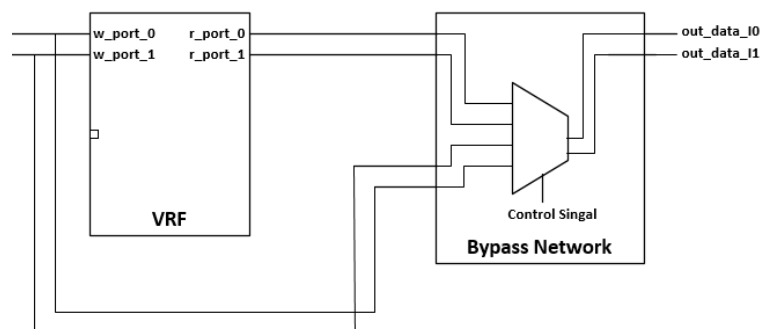 w_port_0 r_port_0
w_port_1 r_port_1
VRF
out_data_I0
out_data_I1
Control Singal
Bypass Network